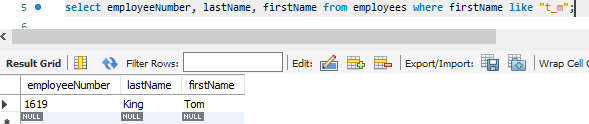 5 select employeeNumber, lastName, firstName from employees where firstName like "t_m";
Result Grid Filter Rows: Edit: Export/Import: Wrap Cell C
employeeNumber lastName firstName
1619 King Tom
NULL NULL NULL